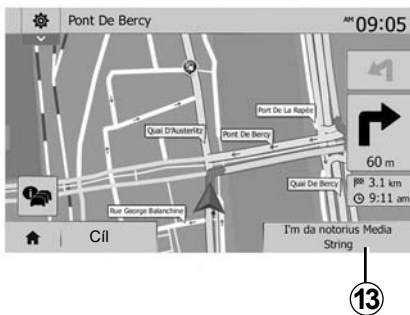 Pont De Bercy
AM 09:05
Port De La Rapée
Quai D'Austerlitz
Pont De Bercy
60 m
Quai De Bercy
3.1 km
9:11 am
Rue George Balanchine
Cíl
I'm da notorius Media
String
13